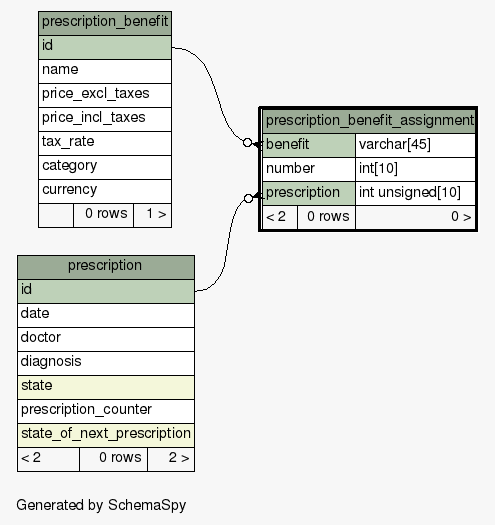 prescription_benefit
id
name
price_excl_taxes
price_incl_taxes
tax_rate
category
currency
0 rows 1 >
prescription_benefit_assignment
benefit varchar[45]
number int[10]
prescription int unsigned[10]
< 2 0 rows 0 >
prescription
id
date
doctor
diagnosis
state
prescription_counter
state_of_next_prescription
< 2 0 rows 2 >
Generated by SchemaSpy